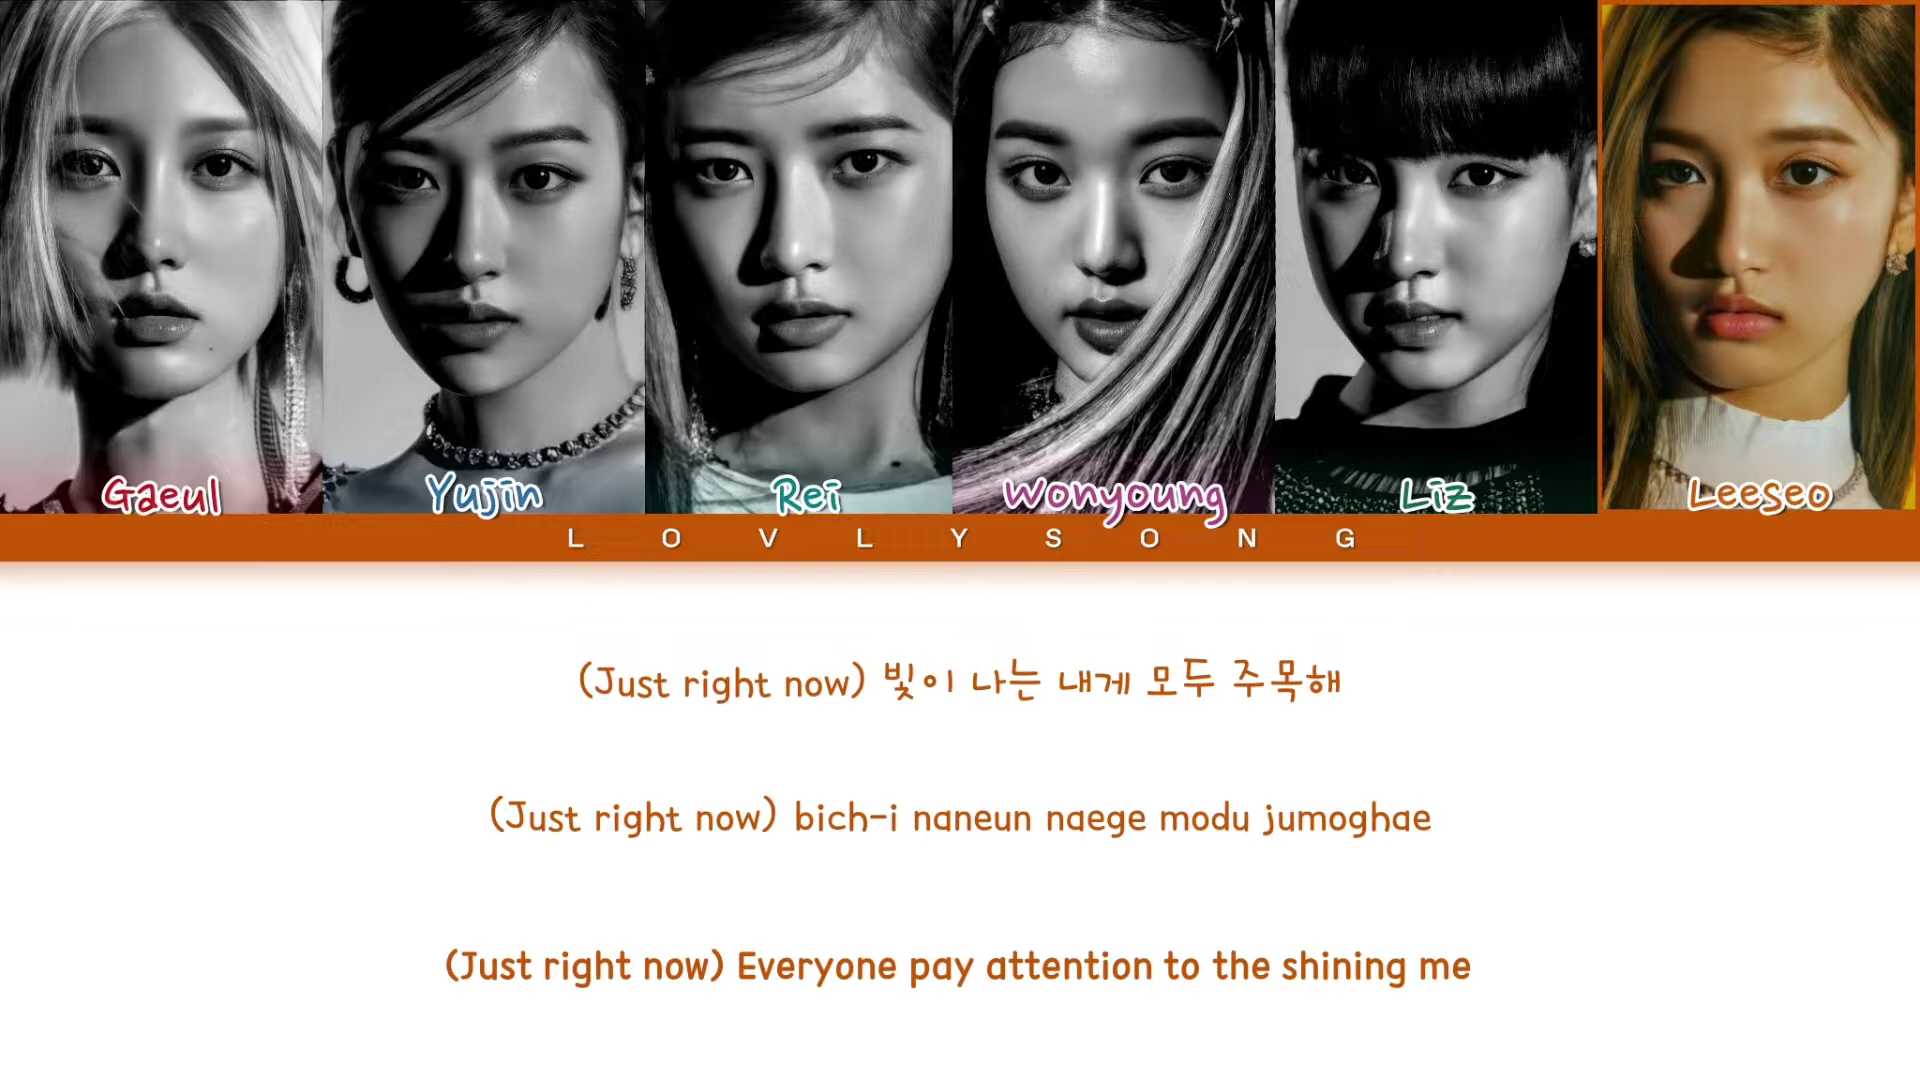 Gaeul Yujin Rei Wonyoung Liz Leeseo
LOVLYSONG
(Just right now) 빛이 나는 내게 모두 주목해
(Just right now) bich-i naneun naege modu jumoghae
(Just right now) Everyone pay attention to the shining me